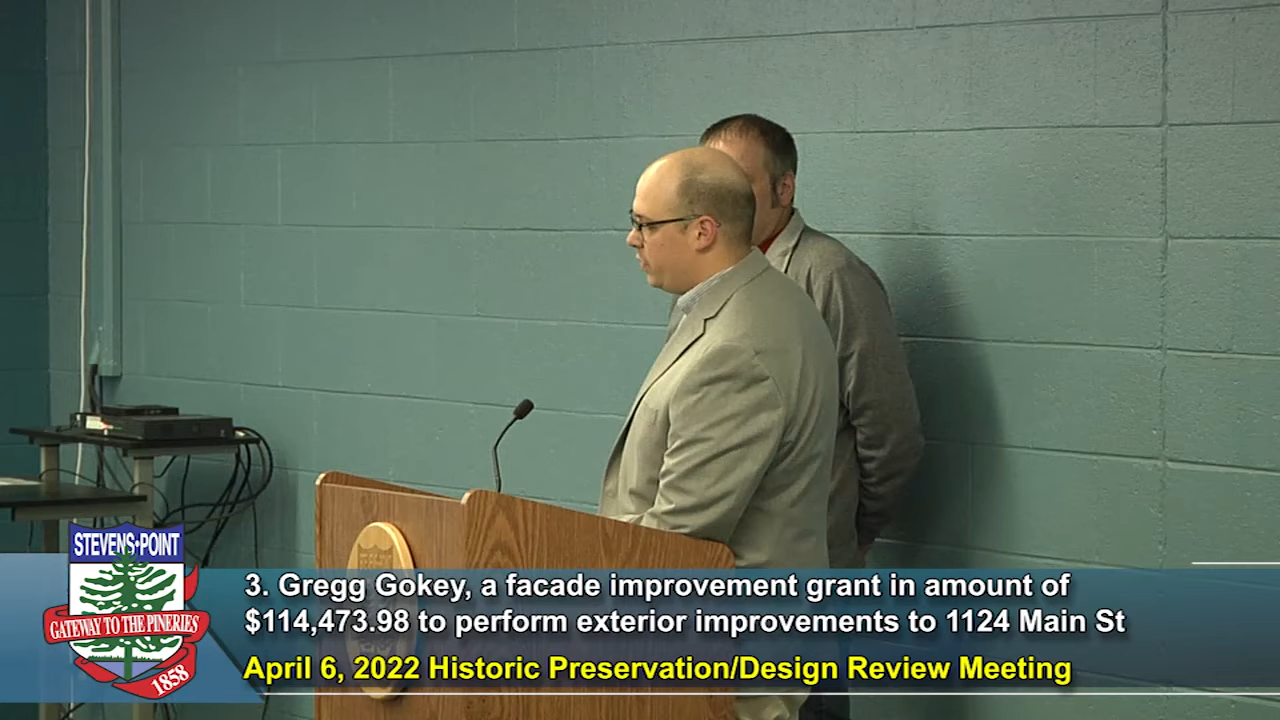 STEVENS·POINT
GATEWAY TO THE PINERIES
1858
3. Gregg Gokey, a facade improvement grant in amount of
$114,473.98 to perform exterior improvements to 1124 Main St
April 6, 2022 Historic Preservation/Design Review Meeting